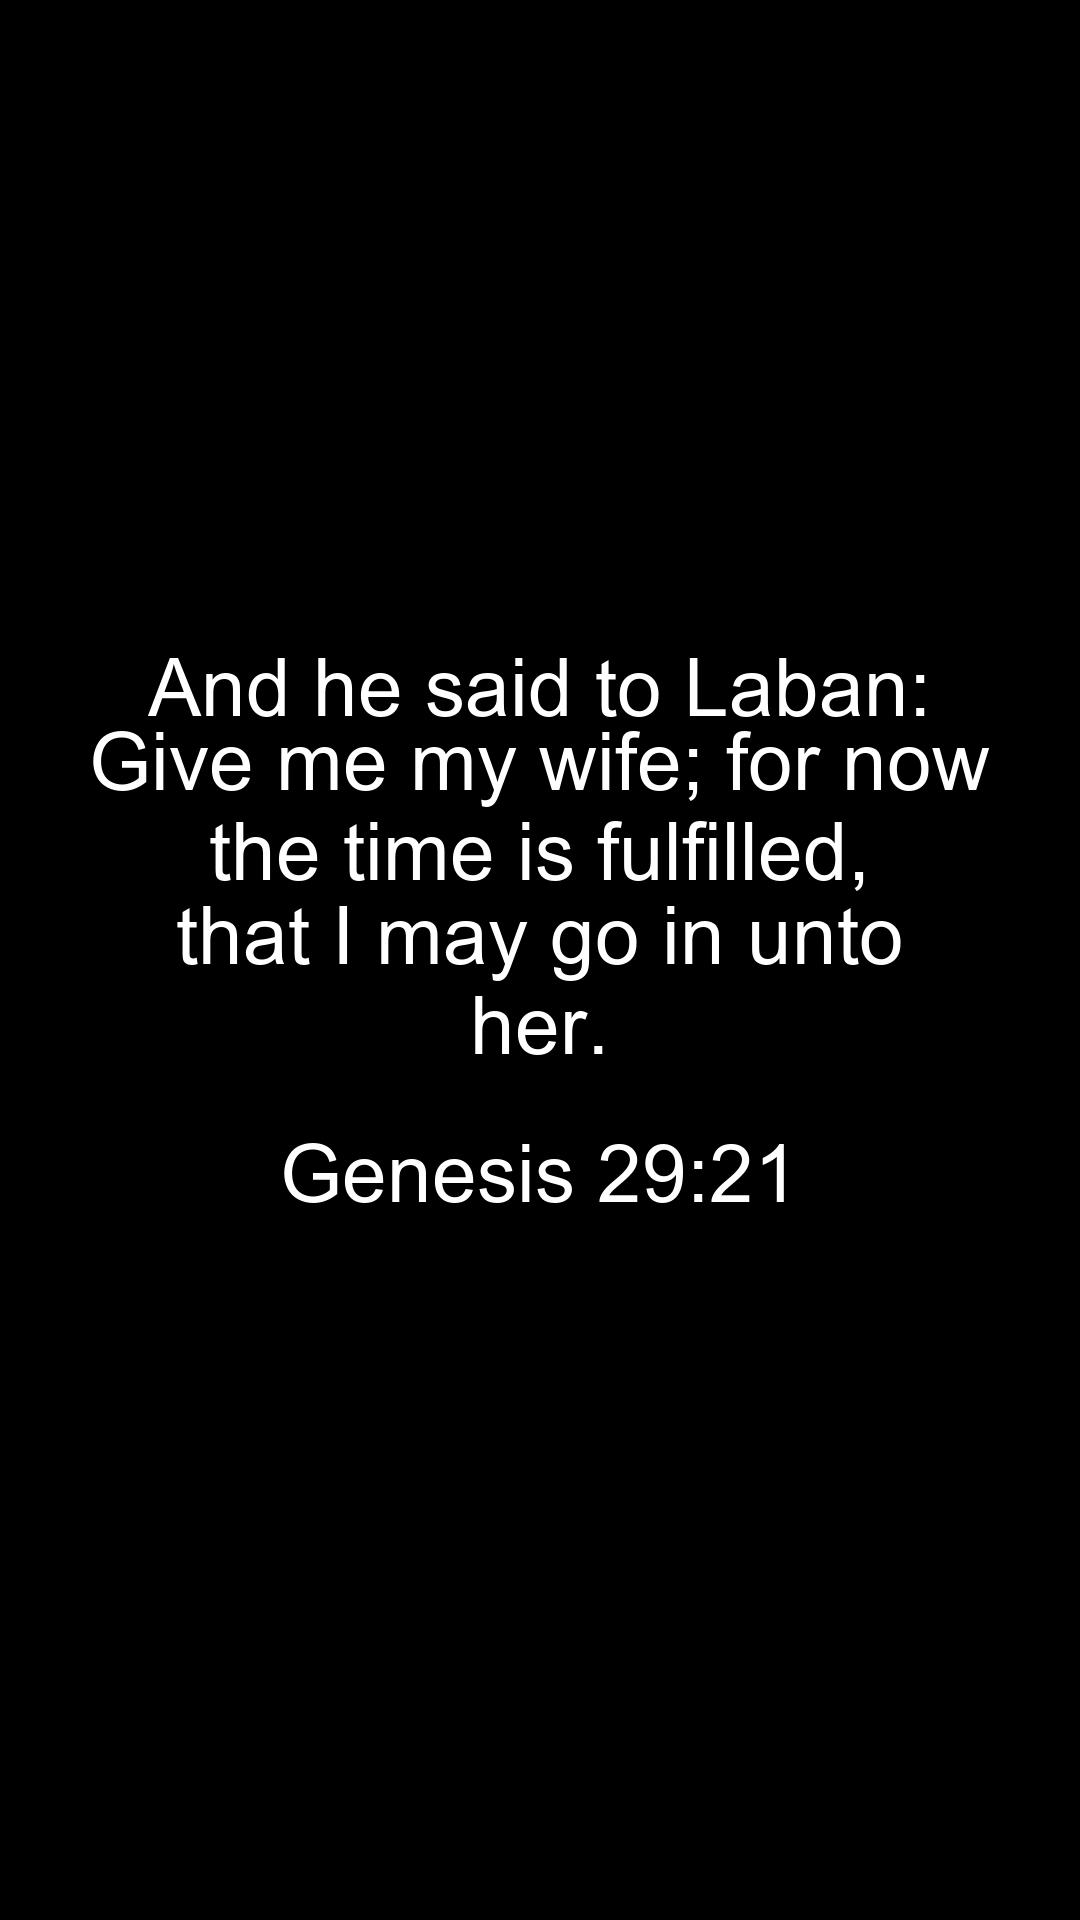 And he said to Laban:
Give me my wife; for now
the time is fulfilled,
that I may go in unto
her.
Genesis 29:21